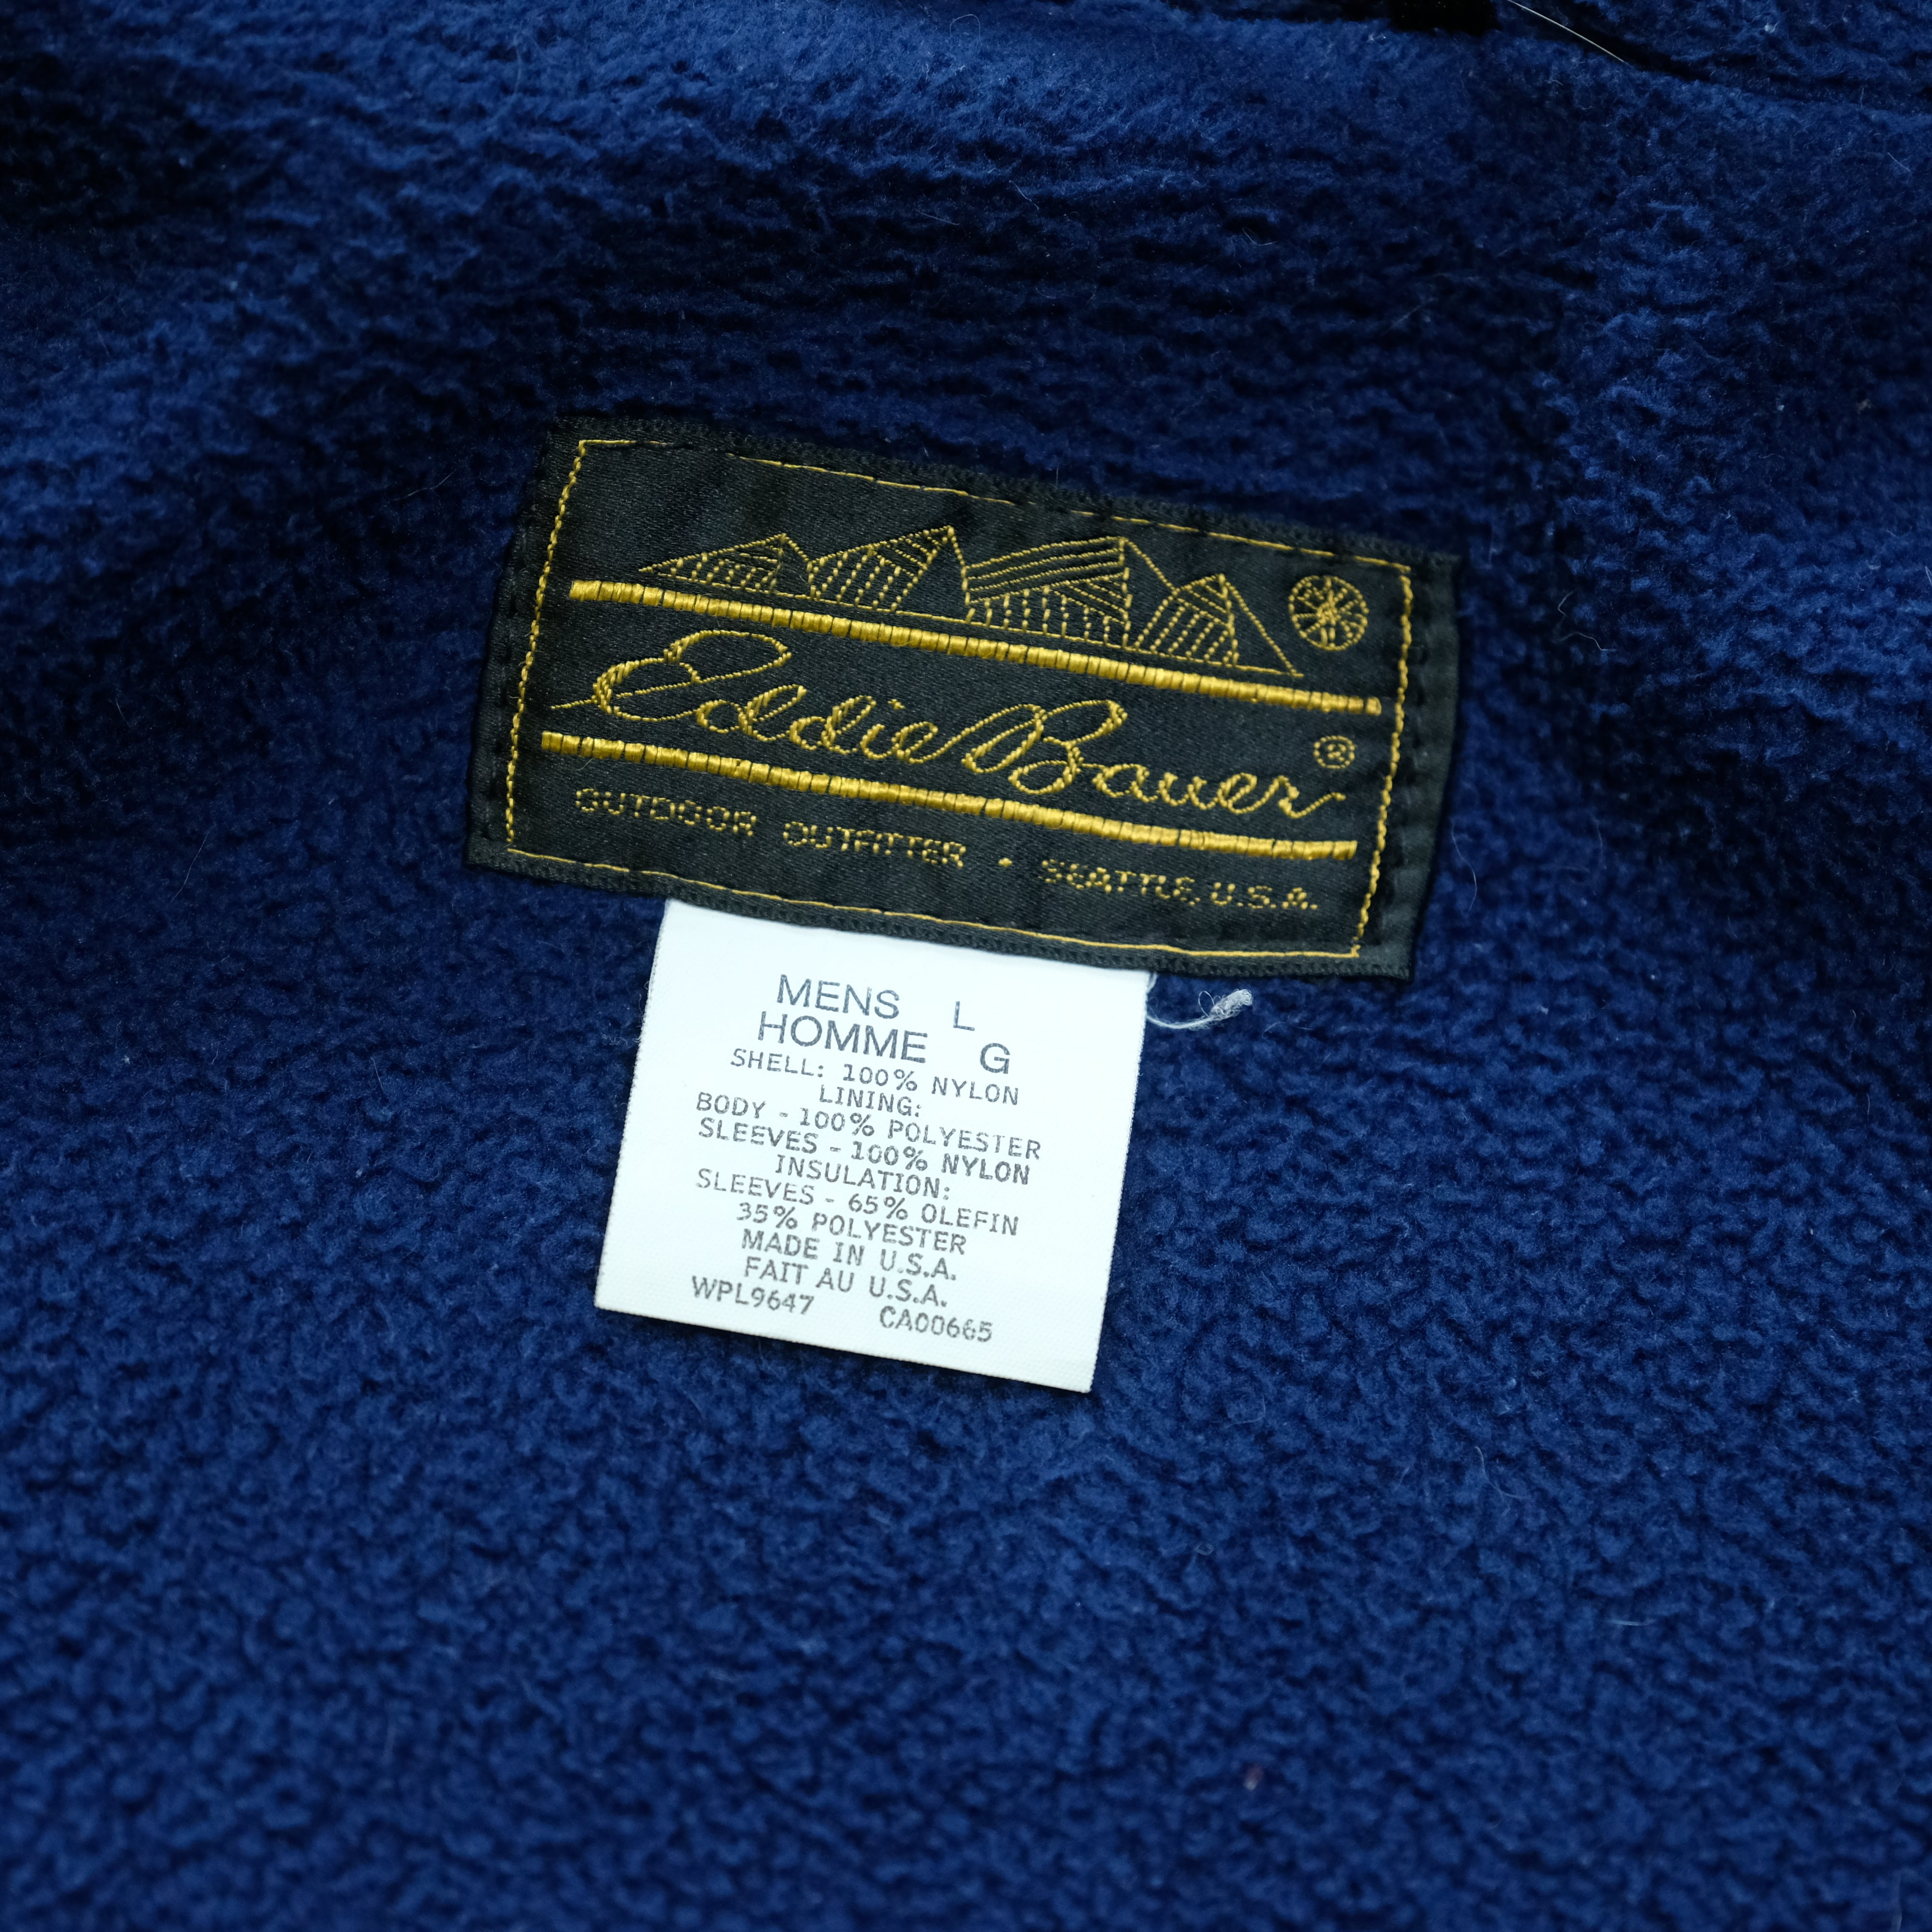 Eddie Bauer ®
OUTDOOR OUTFITTER • SEATTLE, U.S.A.
MENS L
HOMME G
SHELL: 100% NYLON
LINING:
BODY - 100% POLYESTER
SLEEVES - 100% NYLON
INSULATION:
SLEEVES - 65% OLEFIN
35% POLYESTER
MADE IN U.S.A.
FAIT AU U.S.A.
WPL9647 CA00665